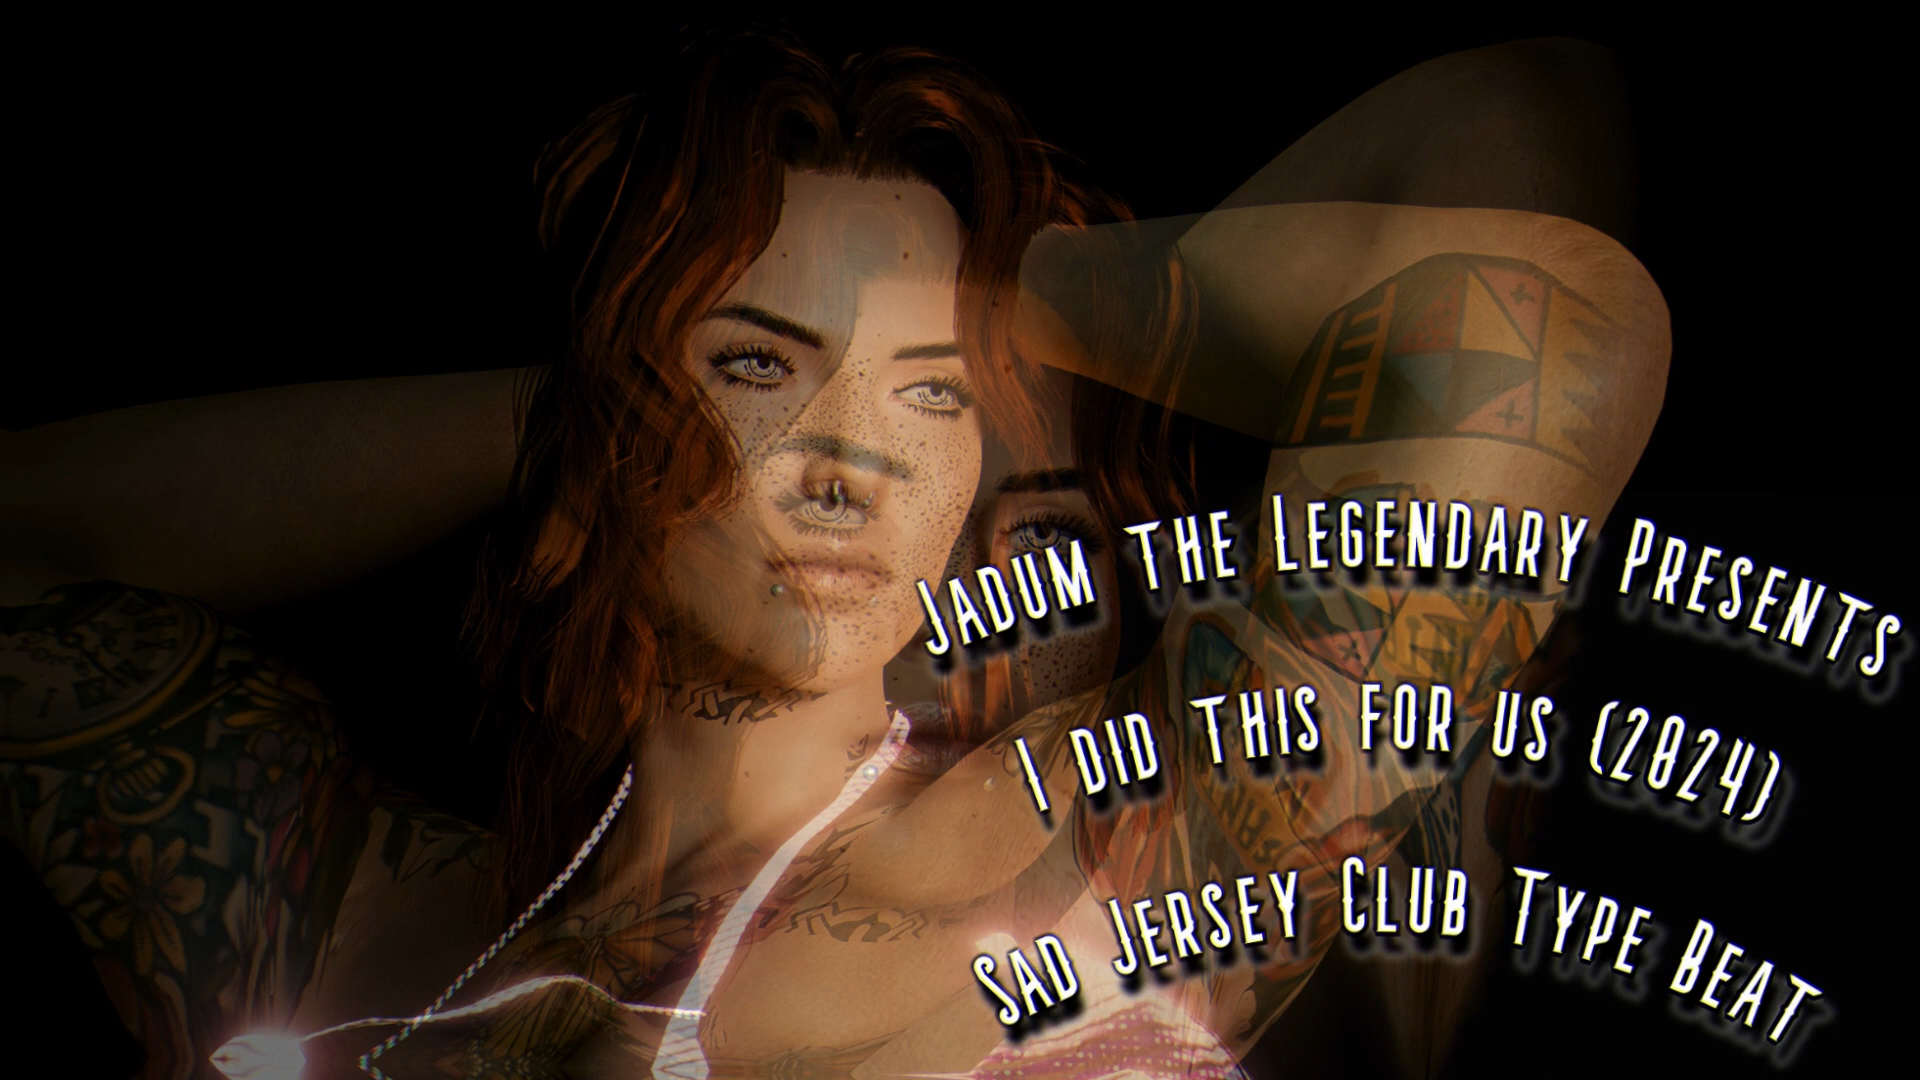 Jadum the Legendary Presents
I did this for us (2024)
Sad Jersey Club Type Beat